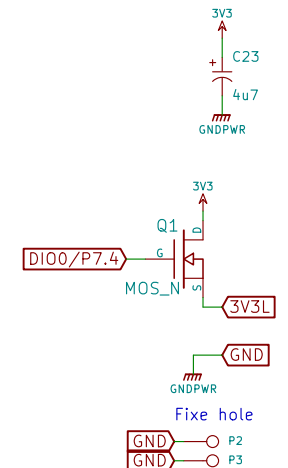 3V3
+
C23
4u7
GNDPWR
3V3
Q1
D
DIO0/P7.4
G
MOS_N
S
3V3L
GND
GNDPWR
Fixe hole
GND P2
GND P3